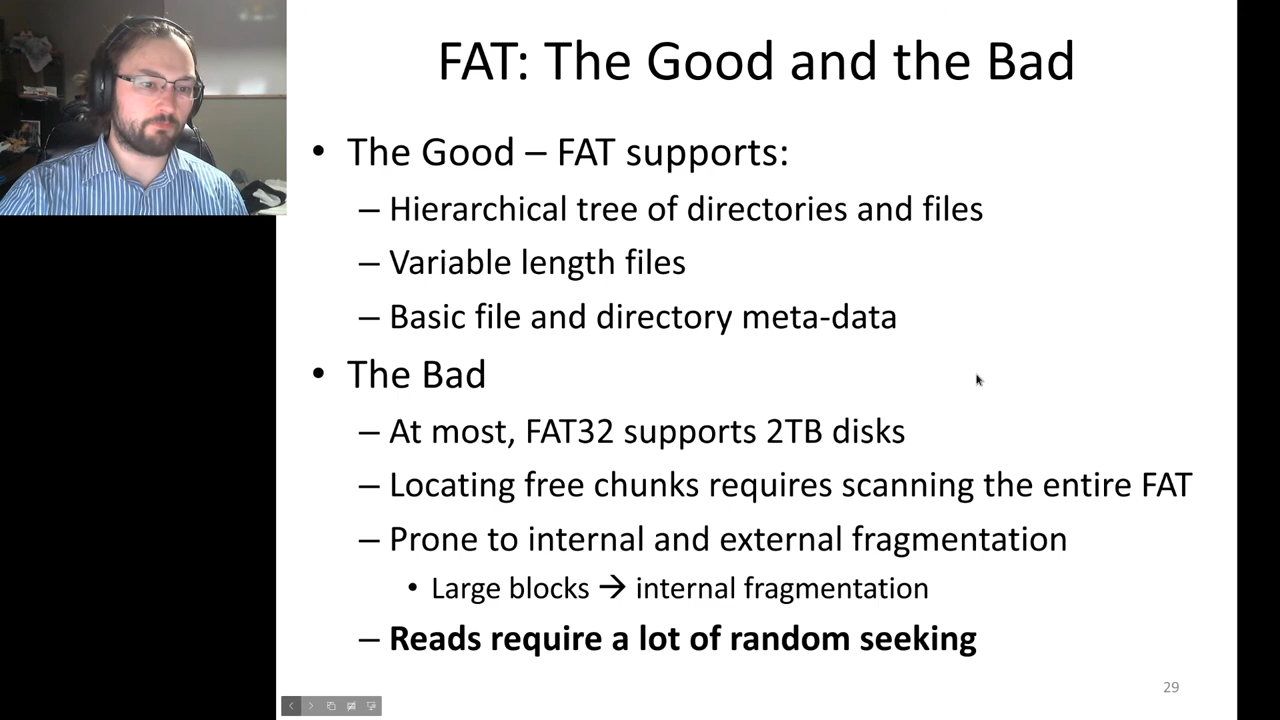 FAT: The Good and the Bad
• The Good – FAT supports:
– Hierarchical tree of directories and files
– Variable length files
– Basic file and directory meta-data
• The Bad
– At most, FAT32 supports 2TB disks
– Locating free chunks requires scanning the entire FAT
– Prone to internal and external fragmentation
• Large blocks → internal fragmentation
– Reads require a lot of random seeking
29